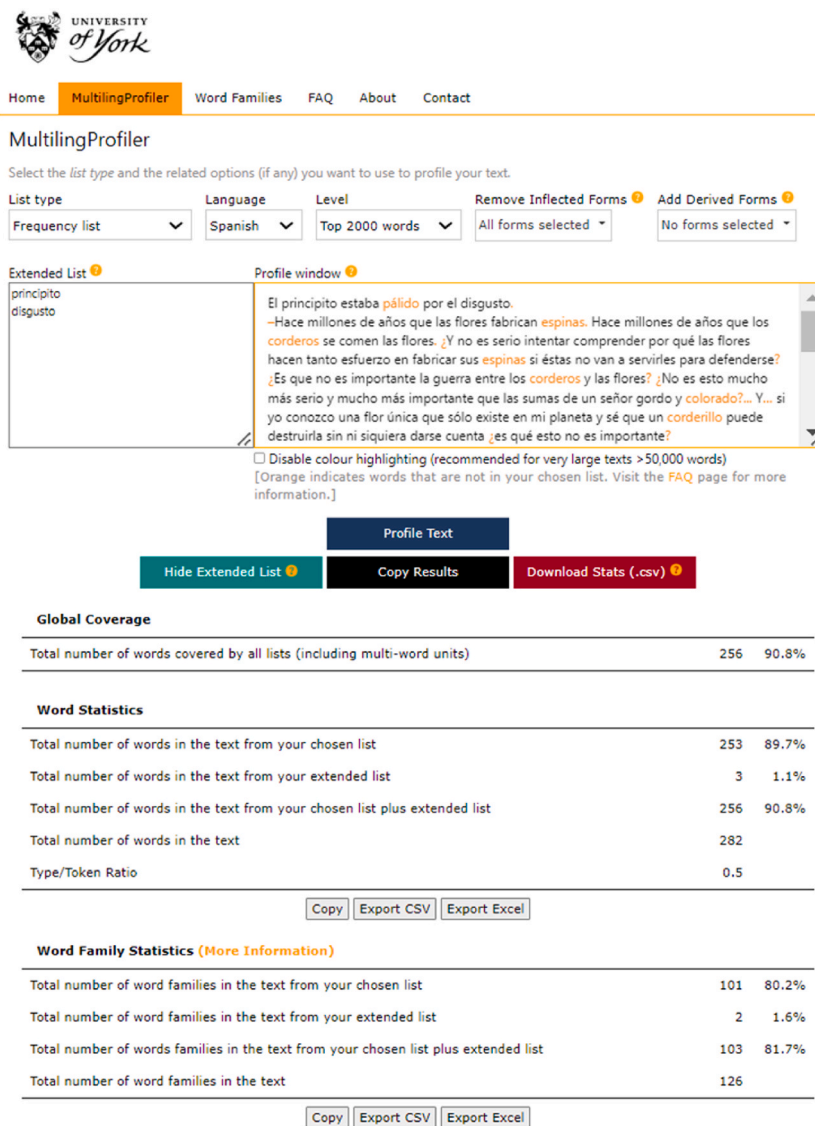 UNIVERSITY
of York
Home MultilingProfiler Word Families FAQ About Contact
MultilingProfiler
Select the list type and the related options (if any) you want to use to profile your text.
List type Language Level Remove Inflected Forms ? Add Derived Forms ?
Frequency list Spanish Top 2000 words All forms selected No forms selected
Extended List ? Profile window ?
principito
disgusto
El principito estaba pálido por el disgusto.
–Hace millones de años que las flores fabrican espinas. Hace millones de años que los
corderos se comen las flores. ¿Y no es serio intentar comprender por qué las flores
hacen tanto esfuerzo en fabricar sus espinas si éstas no van a servirles para defenderse?
¿Es que no es importante la guerra entre los corderos y las flores? ¿No es esto mucho
más serio y mucho más importante que las sumas de un señor gordo y colorado?... Y... si
yo conozco una flor única que sólo existe en mi planeta y sé que un corderillo puede
destruirla sin ni siquiera darse cuenta ¿es qué esto no es importante?
Disable colour highlighting (recommended for very large texts >50,000 words)
[Orange indicates words that are not in your chosen list. Visit the FAQ page for more
information.]
Profile Text
Hide Extended List ? Copy Results Download Stats (.csv) ?
Global Coverage
Total number of words covered by all lists (including multi-word units) 256 90.8%
Word Statistics
Total number of words in the text from your chosen list 253 89.7%
Total number of words in the text from your extended list 3 1.1%
Total number of words in the text from your chosen list plus extended list 256 90.8%
Total number of words in the text 282
Type/Token Ratio 0.5
Copy Export CSV Export Excel
Word Family Statistics (More Information)
Total number of word families in the text from your chosen list 101 80.2%
Total number of word families in the text from your extended list 2 1.6%
Total number of words families in the text from your chosen list plus extended list 103 81.7%
Total number of word families in the text 126
Copy Export CSV Export Excel